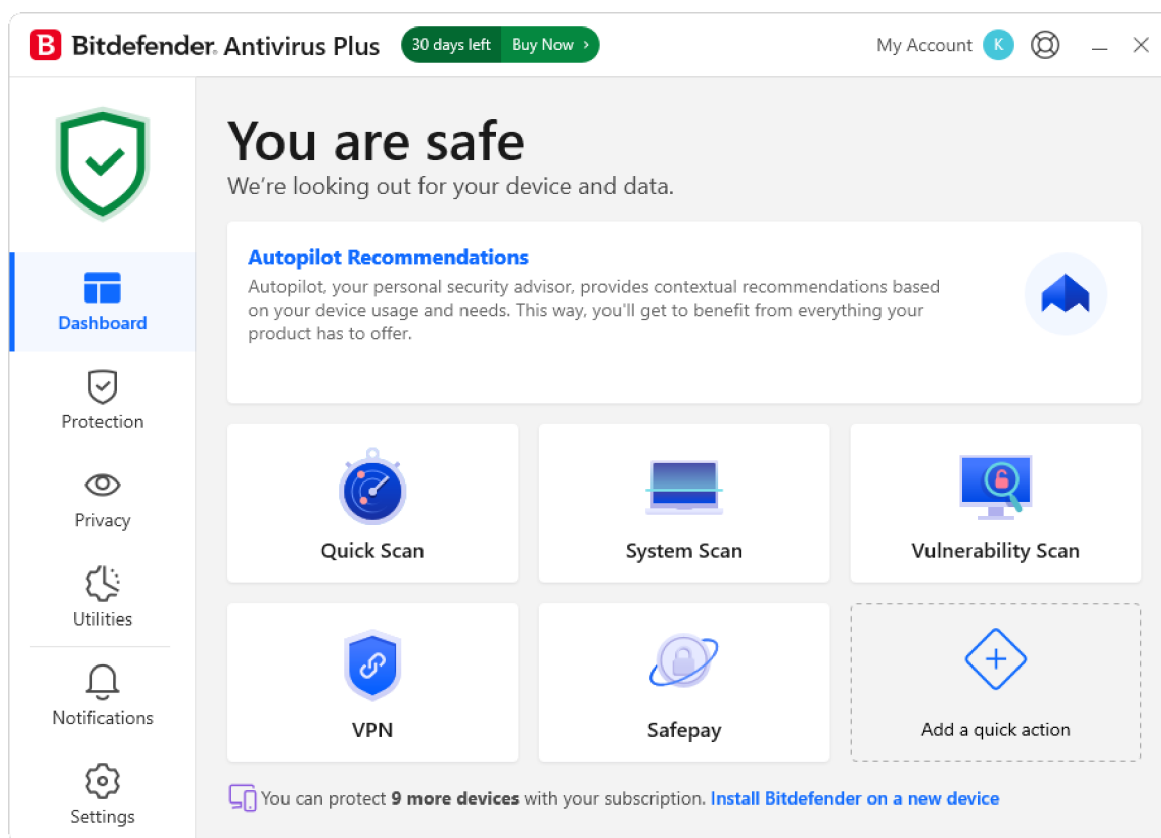 B Bitdefender. Antivirus Plus 30 days left Buy Now › My Account K
You are safe
We're looking out for your device and data.
Autopilot Recommendations
Autopilot, your personal security advisor, provides contextual recommendations based
on your device usage and needs. This way, you'll get to benefit from everything your
product has to offer.
Dashboard
Protection
Privacy
Utilities
Notifications
Settings
Quick Scan
System Scan
Vulnerability Scan
VPN
Safepay
Add a quick action
You can protect 9 more devices with your subscription. Install Bitdefender on a new device